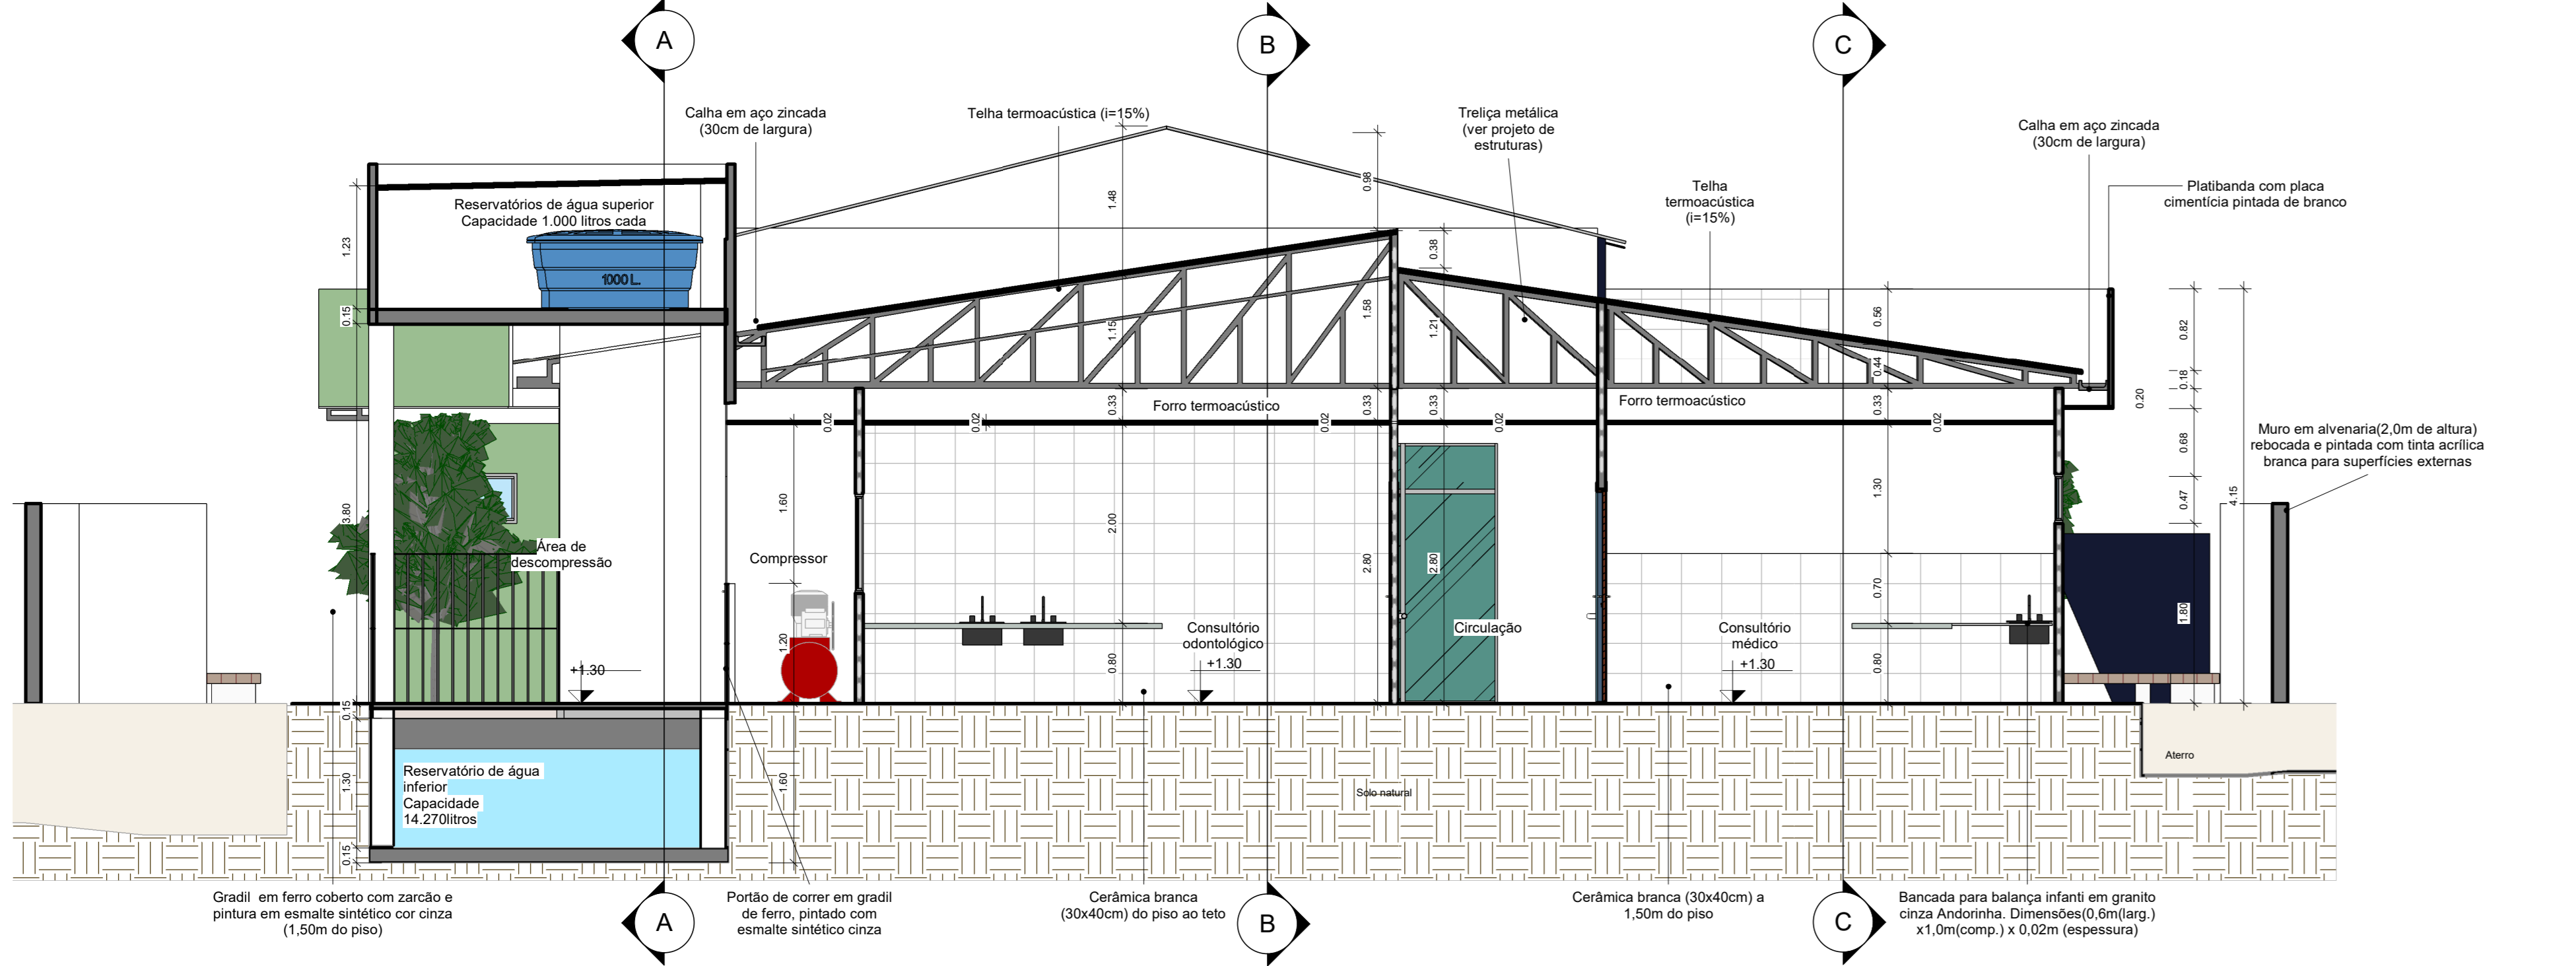 A
B
C
Calha em aço zincada
(30cm de largura)
Telha termoacústica (i=15%)
Treliça metálica
(ver projeto de
estruturas)
Calha em aço zincada
(30cm de largura)
Telha
termoacústica
(i=15%)
Platibanda com placa
cimentícia pintada de branco
Reservatórios de água superior
Capacidade 1.000 litros cada
1000 L.
1.23
0.15
3.80
0.15
1.30
0.15
1.48
1.15
0.33
2.00
0.80
0.98
1.58
0.33
2.80
0.38
1.21
0.33
2.80
0.56
0.44
0.33
1.30
0.70
0.80
0.82
0.18
0.20
0.68
0.47
1.80
4.15
Forro termoacústico
Forro termoacústico
0.02
0.02
0.02
0.02
0.02
1.60
1.20
1.60
Muro em alvenaria(2,0m de altura)
rebocada e pintada com tinta acrílica
branca para superfícies externas
Área de
descompressão
Compressor
Consultório
odontológico
Circulação
Consultório
médico
+1.30
+1.30
+1.30
Aterro
Solo natural
Reservatório de água
inferior
Capacidade
14.270litros
Gradil em ferro coberto com zarcão e
pintura em esmalte sintético cor cinza
(1,50m do piso)
Portão de correr em gradil
de ferro, pintado com
esmalte sintético cinza
Cerâmica branca
(30x40cm) do piso ao teto
Cerâmica branca (30x40cm) a
1,50m do piso
Bancada para balança infanti em granito
cinza Andorinha. Dimensões(0,6m(larg.)
x1,0m(comp.) x 0,02m (espessura)
A
B
C